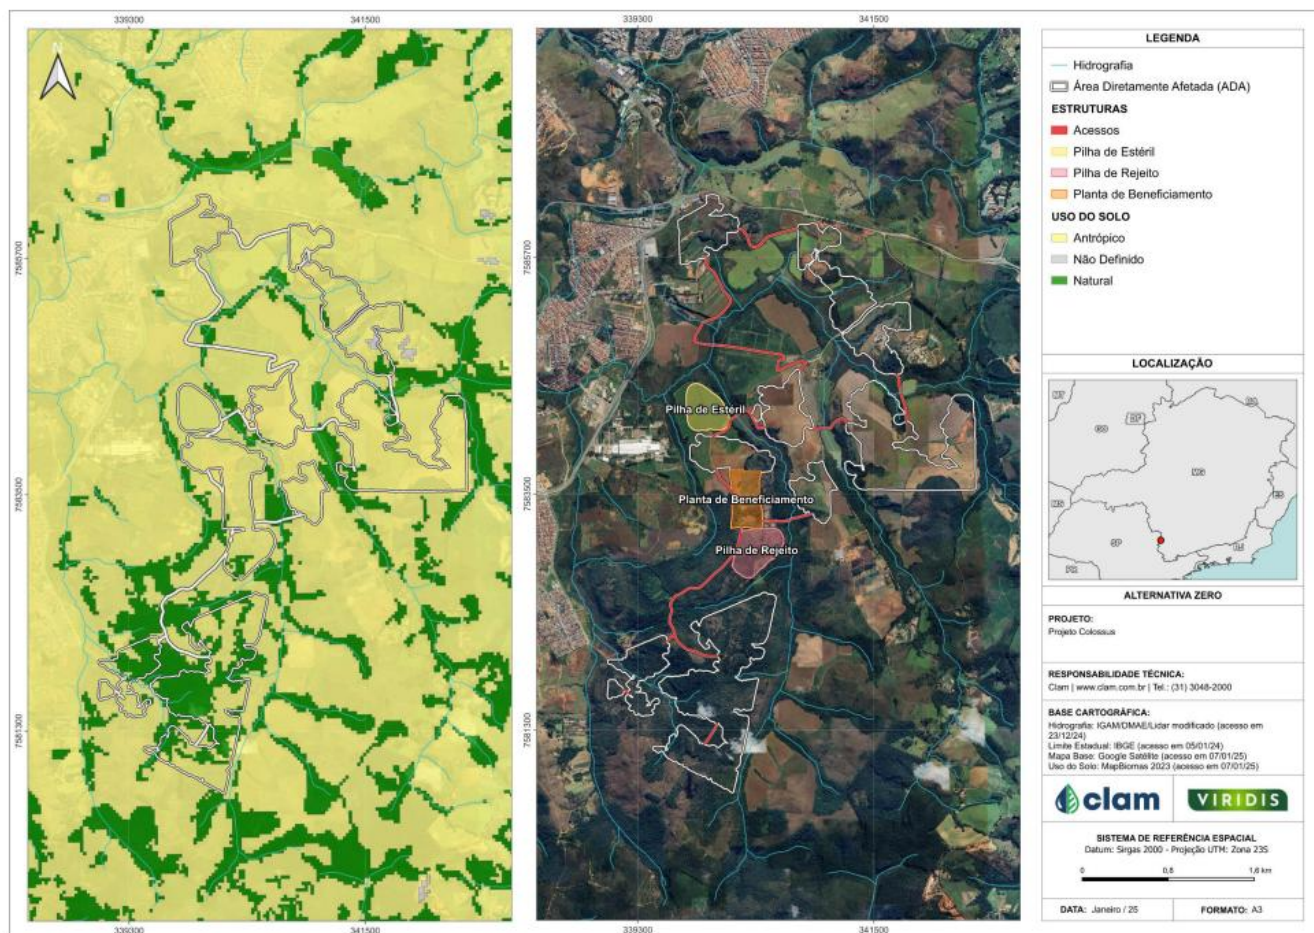 339300
341500
339300
341500
N
7585700
7583500
7581300
7585700
7583500
7581300
Pilha de Estéril
Planta de Beneficiamento
Pilha de Rejeito
339300
341500
339300
341500
LEGENDA
Hidrografia
Área Diretamente Afetada (ADA)
ESTRUTURAS
Acessos
Pilha de Estéril
Pilha de Rejeito
Planta de Beneficiamento
USO DO SOLO
Antrópico
Não Definido
Natural
LOCALIZAÇÃO
MT
BA
DF
GO
MG
MS
ES
SP
RJ
PR
ALTERNATIVA ZERO
PROJETO:
Projeto Colossus
RESPONSABILIDADE TÉCNICA:
Clam | www.clam.com.br | Tel.: (31) 3048-2000
BASE CARTOGRÁFICA:
Hidrografia: IGAM/DMAE/Lidar modificado (acesso em
23/12/24)
Limite Estadual: IBGE (acesso em 05/01/24)
Mapa Base: Google Satélite (acesso em 07/01/25)
Uso do Solo: MapBiomas 2023 (acesso em 07/01/25)
clam
VIRIDIS
SISTEMA DE REFERÊNCIA ESPACIAL
Datum: Sirgas 2000 - Projeção UTM: Zona 23S
0 0,8 1,6 km
DATA: Janeiro / 25
FORMATO: A3